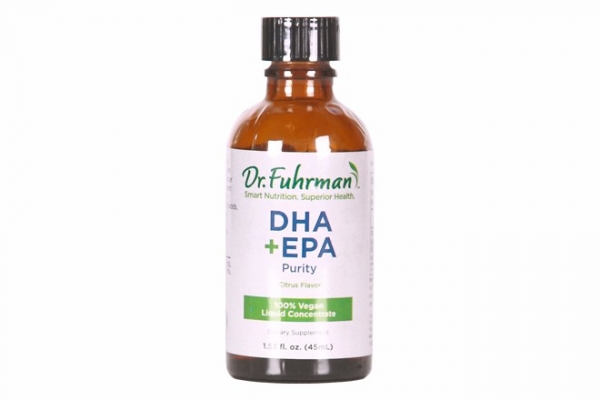 Dr. Fuhrman
Smart Nutrition. Superior Health.
DHA
+EPA
Purity
Citrus Flavor
100% Vegan
Liquid Concentrate
Dietary Supplement
fl. oz. (45mL)